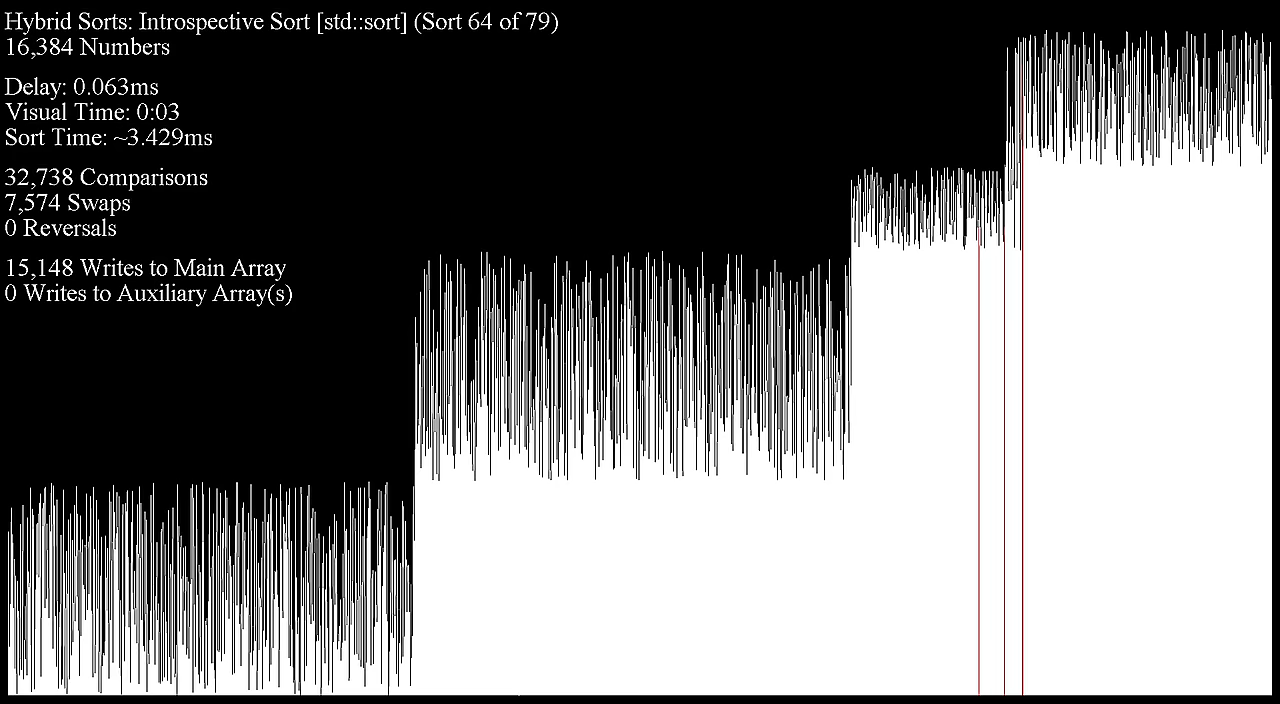 Hybrid Sorts: Introspective Sort [std::sort] (Sort 64 of 79)
16,384 Numbers
Delay: 0.063ms
Visual Time: 0:03
Sort Time: ~3.429ms
32,738 Comparisons
7,574 Swaps
0 Reversals
15,148 Writes to Main Array
0 Writes to Auxiliary Array(s)